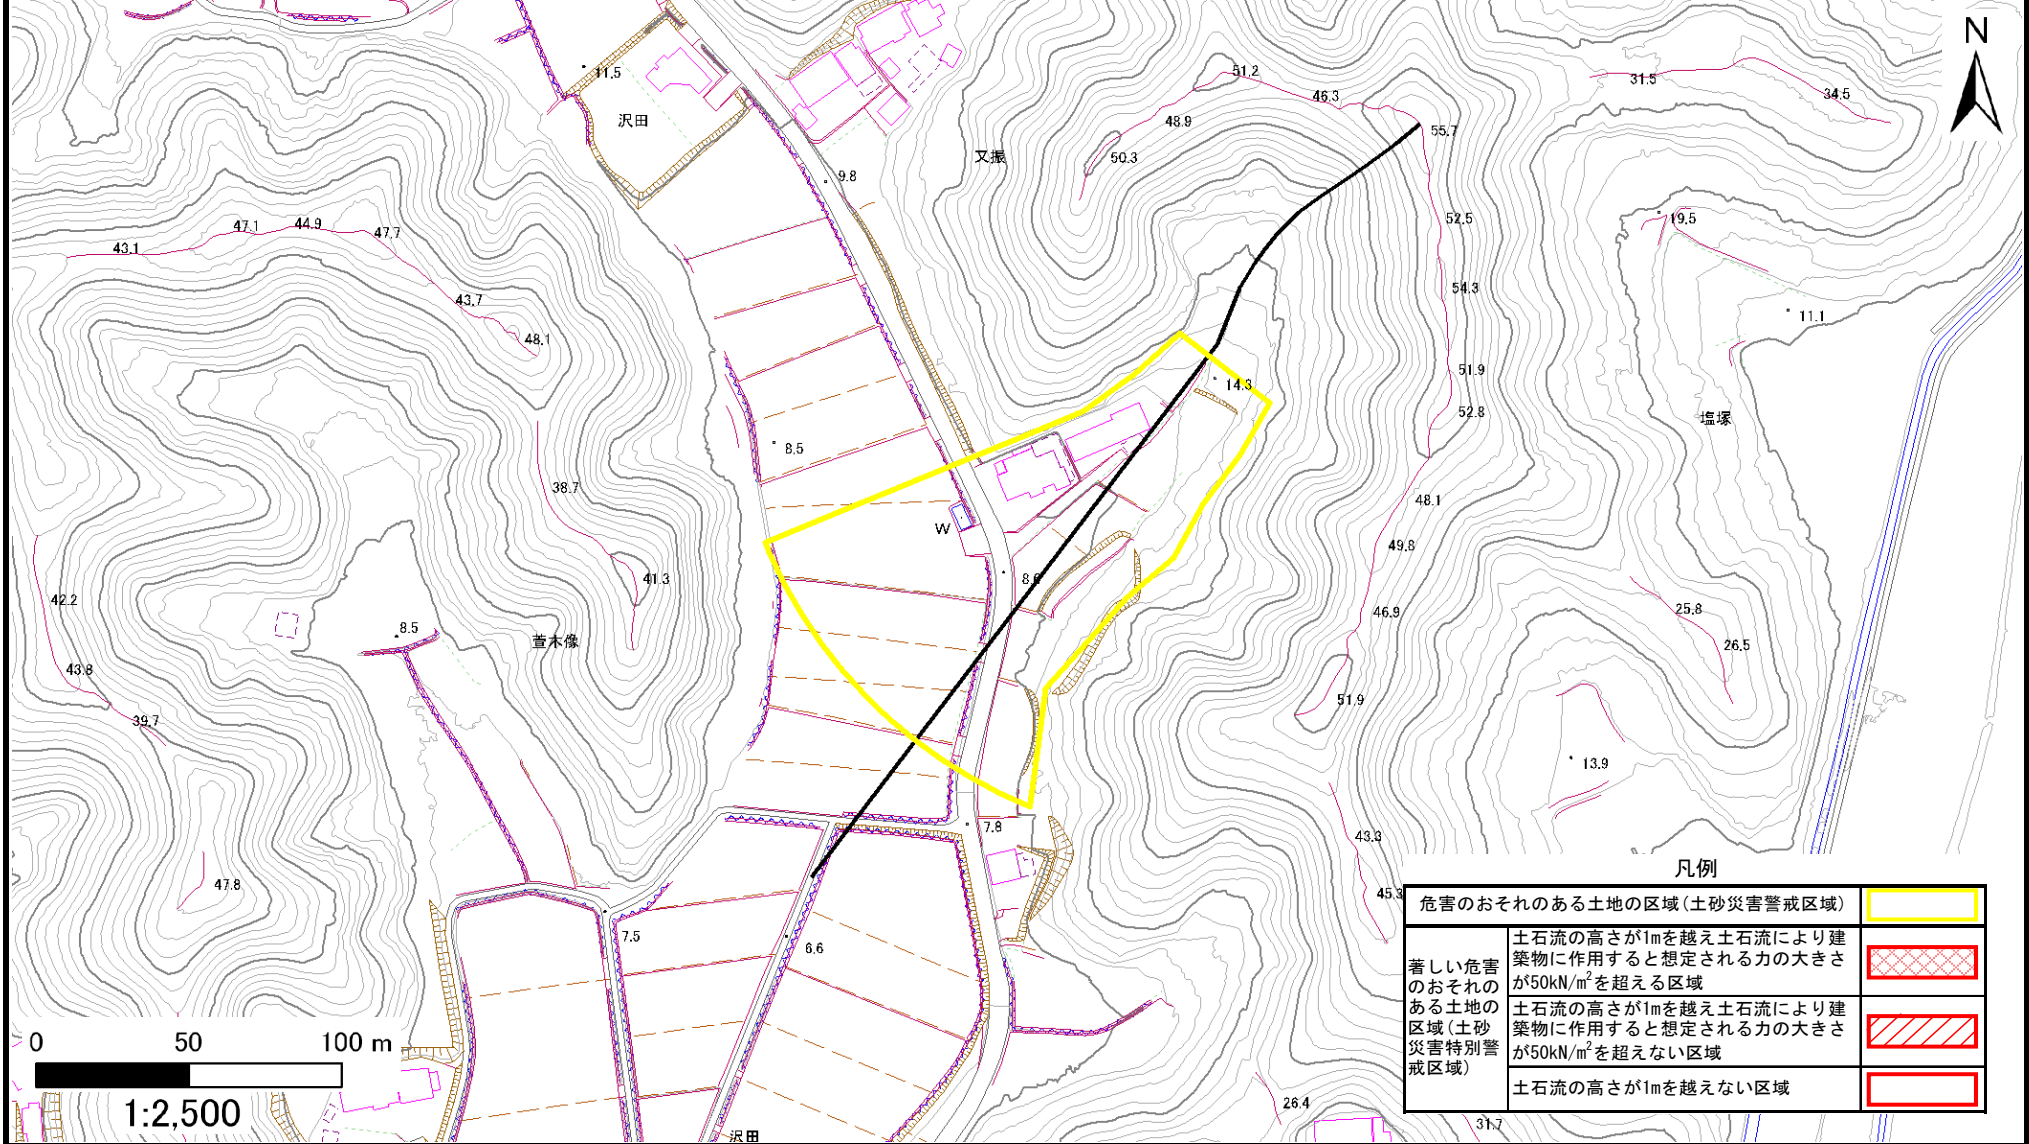 N
51.2
46.3
31.5
34.5
11.5
沢田
48.9
55.7
又振
50.3
9.8
52.5
19.5
47.1
44.9
47.7
43.1
54.3
43.7
11.1
48.1
51.9
14.3
52.8
塩塚
8.5
38.7
48.1
W
49.8
41.3
8.6
42.2
46.9
25.8
8.5
萱木像
26.5
43.8
51.9
39.7
13.9
7.8
43.3
47.8
45.3
7.5
6.6
26.4
31.7
沢田
凡例
危害のおそれのある土地の区域(土砂災害警戒区域)
著しい危害
のおそれの
ある土地の
区域(土砂
災害特別警
戒区域)
土石流の高さが1mを越え土石流により建
築物に作用すると想定される力の大きさ
が50kN/m²を超える区域
土石流の高さが1mを越え土石流により建
築物に作用すると想定される力の大きさ
が50kN/m²を超えない区域
土石流の高さが1mを越えない区域
0 50 100 m
1:2,500